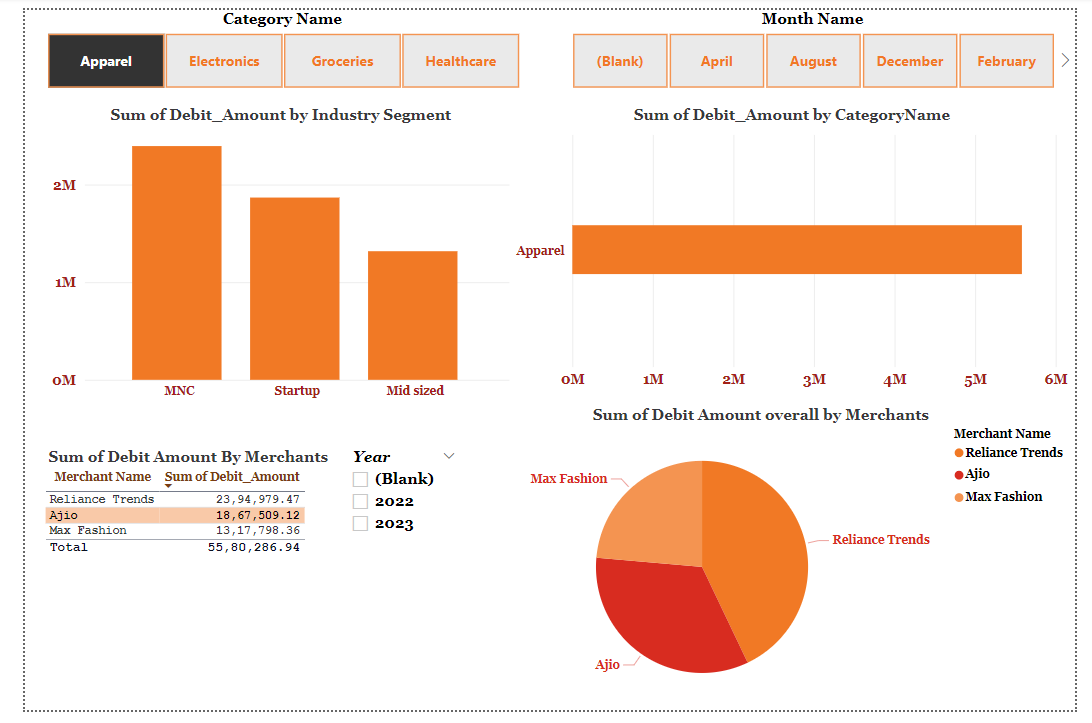 Category Name
Month Name
Apparel
Electronics
Groceries
Healthcare
(Blank)
April
August
December
February
Sum of Debit_Amount by Industry Segment
2M
1M
0M
MNC
Startup
Mid sized
Sum of Debit_Amount by CategoryName
Apparel
0M
1M
2M
3M
4M
5M
6M
Sum of Debit Amount By Merchants
Merchant Name Sum of Debit_Amount
Reliance Trends 23,94,979.47
Ajio 18,67,509.12
Max Fashion 13,17,798.36
Total 55,80,286.94
Year
(Blank)
2022
2023
Sum of Debit Amount overall by Merchants
Max Fashion
Reliance Trends
Ajio
Merchant Name
Reliance Trends
Ajio
Max Fashion